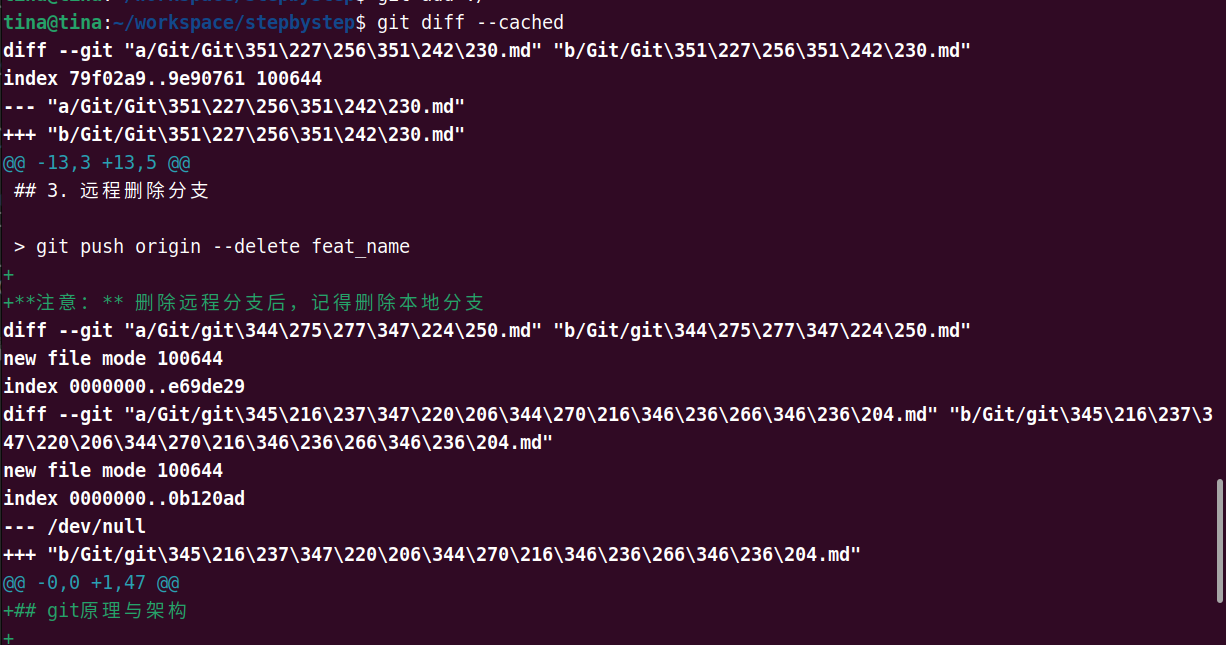 tina@tina:~/workspace/stepbystep$ git diff --cached
diff --git "a/Git/Git\351\227\256\351\242\230.md" "b/Git/Git\351\227\256\351\242\230.md"
index 79f02a9..9e90761 100644
--- "a/Git/Git\351\227\256\351\242\230.md"
+++ "b/Git/Git\351\227\256\351\242\230.md"
@@ -13,3 +13,5 @@
 ## 3. 远程删除分支
 > git push origin --delete feat_name
+
+**注意：** 删除远程分支后，记得删除本地分支
diff --git "a/Git/git\344\275\277\347\224\250.md" "b/Git/git\344\275\277\347\224\250.md"
new file mode 100644
index 0000000..e69de29
diff --git "a/Git/git\345\216\237\347\220\206\344\270\216\346\236\266\346\236\204.md" "b/Git/git\345\216\237\3
47\220\206\344\270\216\346\236\266\346\236\204.md"
new file mode 100644
index 0000000..0b120ad
--- /dev/null
+++ "b/Git/git\345\216\237\347\220\206\344\270\216\346\236\266\346\236\204.md"
@@ -0,0 +1,47 @@
+## git原理与架构
+